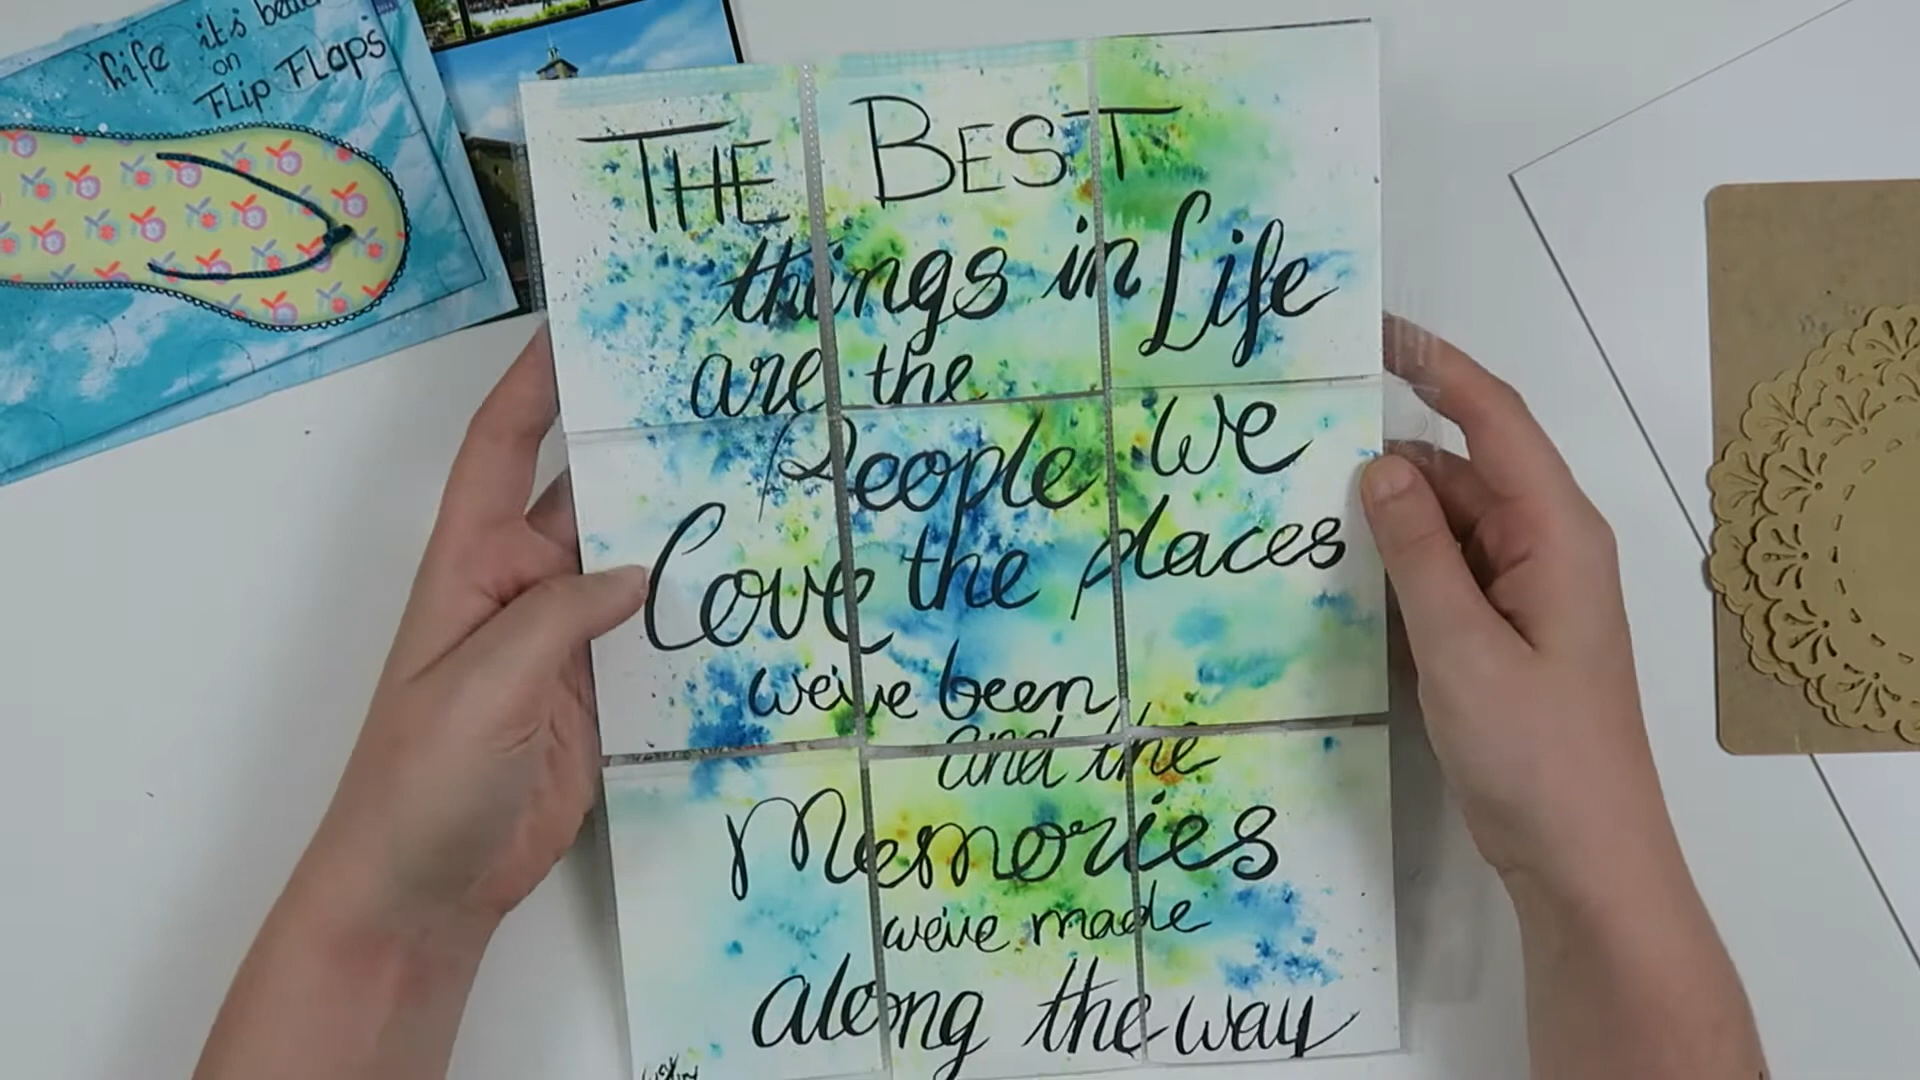 Life it's better
on
FLip FLaps
THE BEST
things in Life
are the
People we
Love the places
we've been
and the
Memories
we've made
along the way